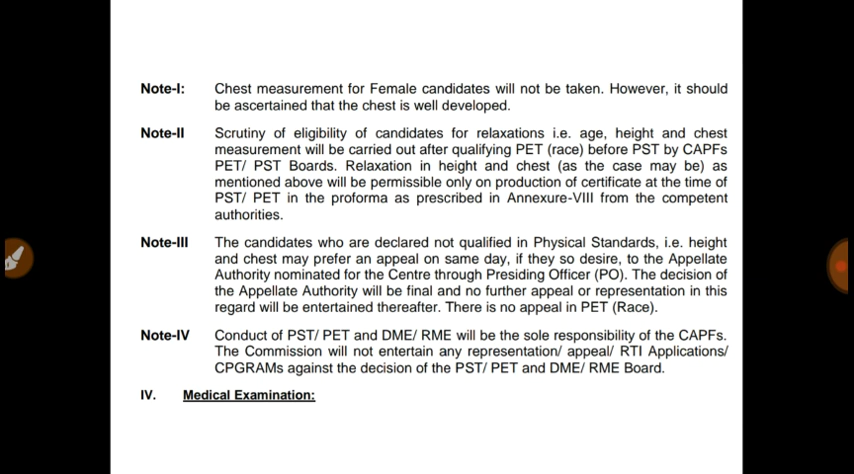 Note-I: Chest measurement for Female candidates will not be taken. However, it should
be ascertained that the chest is well developed.
Note-II Scrutiny of eligibility of candidates for relaxations i.e. age, height and chest
measurement will be carried out after qualifying PET (race) before PST by CAPFs
PET/ PST Boards. Relaxation in height and chest (as the case may be) as
mentioned above will be permissible only on production of certificate at the time of
PST/ PET in the proforma as prescribed in Annexure-VIII from the competent
authorities.
Note-III The candidates who are declared not qualified in Physical Standards, i.e. height
and chest may prefer an appeal on same day, if they so desire, to the Appellate
Authority nominated for the Centre through Presiding Officer (PO). The decision of
the Appellate Authority will be final and no further appeal or representation in this
regard will be entertained thereafter. There is no appeal in PET (Race).
Note-IV Conduct of PST/ PET and DME/ RME will be the sole responsibility of the CAPFs.
The Commission will not entertain any representation/ appeal/ RTI Applications/
CPGRAMs against the decision of the PST/ PET and DME/ RME Board.
IV. Medical Examination: